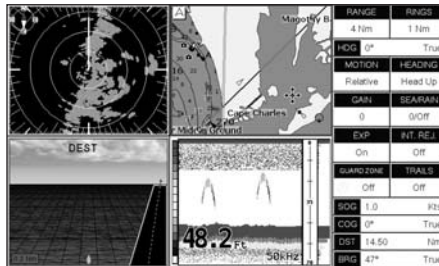 A
Magothy B
Cape Charles
Middle Ground
DEST
48.2 Ft
50kHz
RANGE RINGS
4 Nm 1 Nm
HDG 0° True
MOTION HEADING
Relative Head Up
GAIN SEA/RAIN
0 0/Off
EXP INT. REJ.
On Off
GUARD ZONE TRAILS
Off Off
SOG 1.0 Kts
COG 0° True
DST 14.50 Nm
BRG 47° True